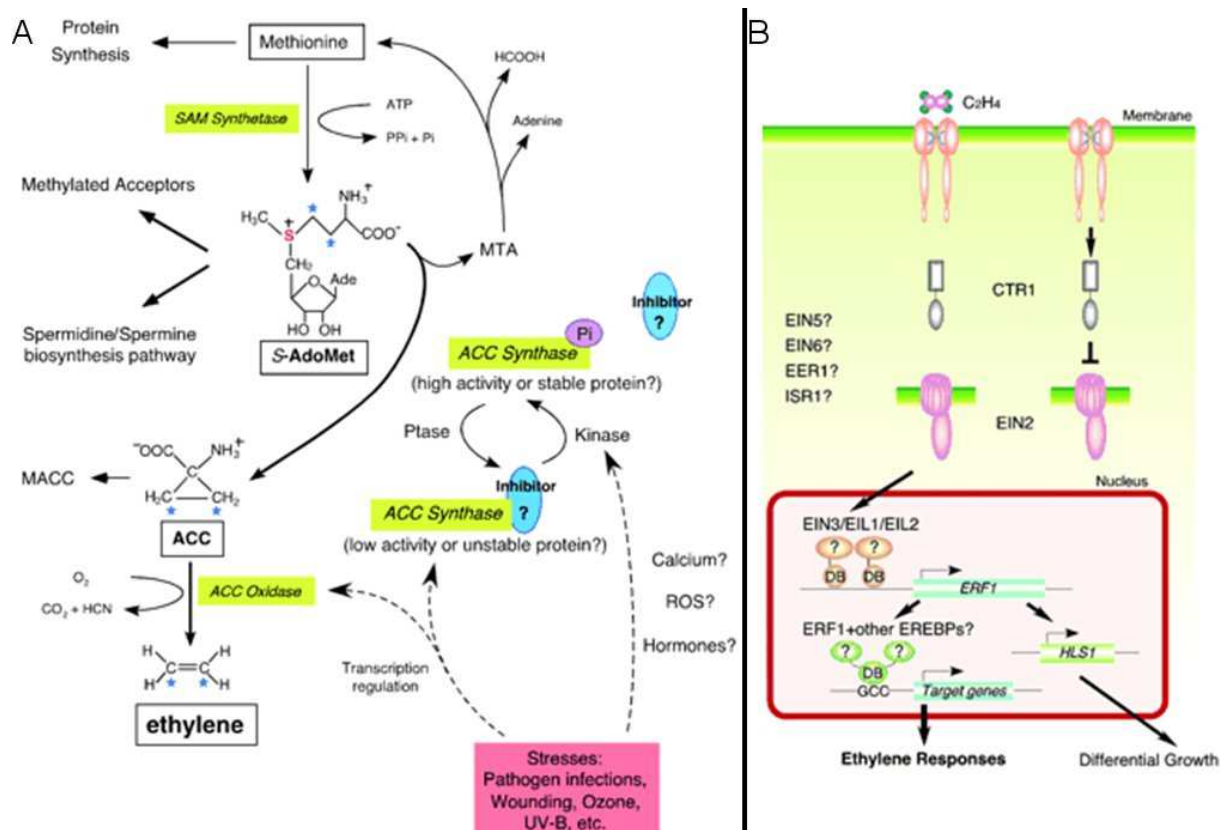 A
Protein
Synthesis
Methionine
HCOOH
SAM Synthetase
ATP
PPi + Pi
Adenine
Methylated Acceptors
NH₃⁺
H₃C
S⁺
COO⁻
CH₂
Ade
O
HO OH
MTA
S-AdoMet
Spermidine/Spermine
biosynthesis pathway
Inhibitor
?
Pi
ACC Synthase
(high activity or stable protein?)
Ptase
Kinase
⁻OOC
NH₃⁺
C
H₂C
CH₂
MACC
ACC
Inhibitor
?
ACC Synthase
(low activity or unstable protein?)
O₂
CO₂ + HCN
ACC Oxidase
Calcium?
ROS?
Hormones?
H
H
C=C
H
H
Transcription
regulation
ethylene
Stresses:
Pathogen infections,
Wounding, Ozone,
UV-B, etc.
B
C₂H₄
Membrane
CTR1
EIN5?
EIN6?
EER1?
ISR1?
EIN2
Nucleus
EIN3/EIL1/EIL2
? ?
DB DB
ERF1
ERF1+other EREBPs?
? ?
DB
GCC
Target genes
HLS1
Ethylene Responses
Differential Growth